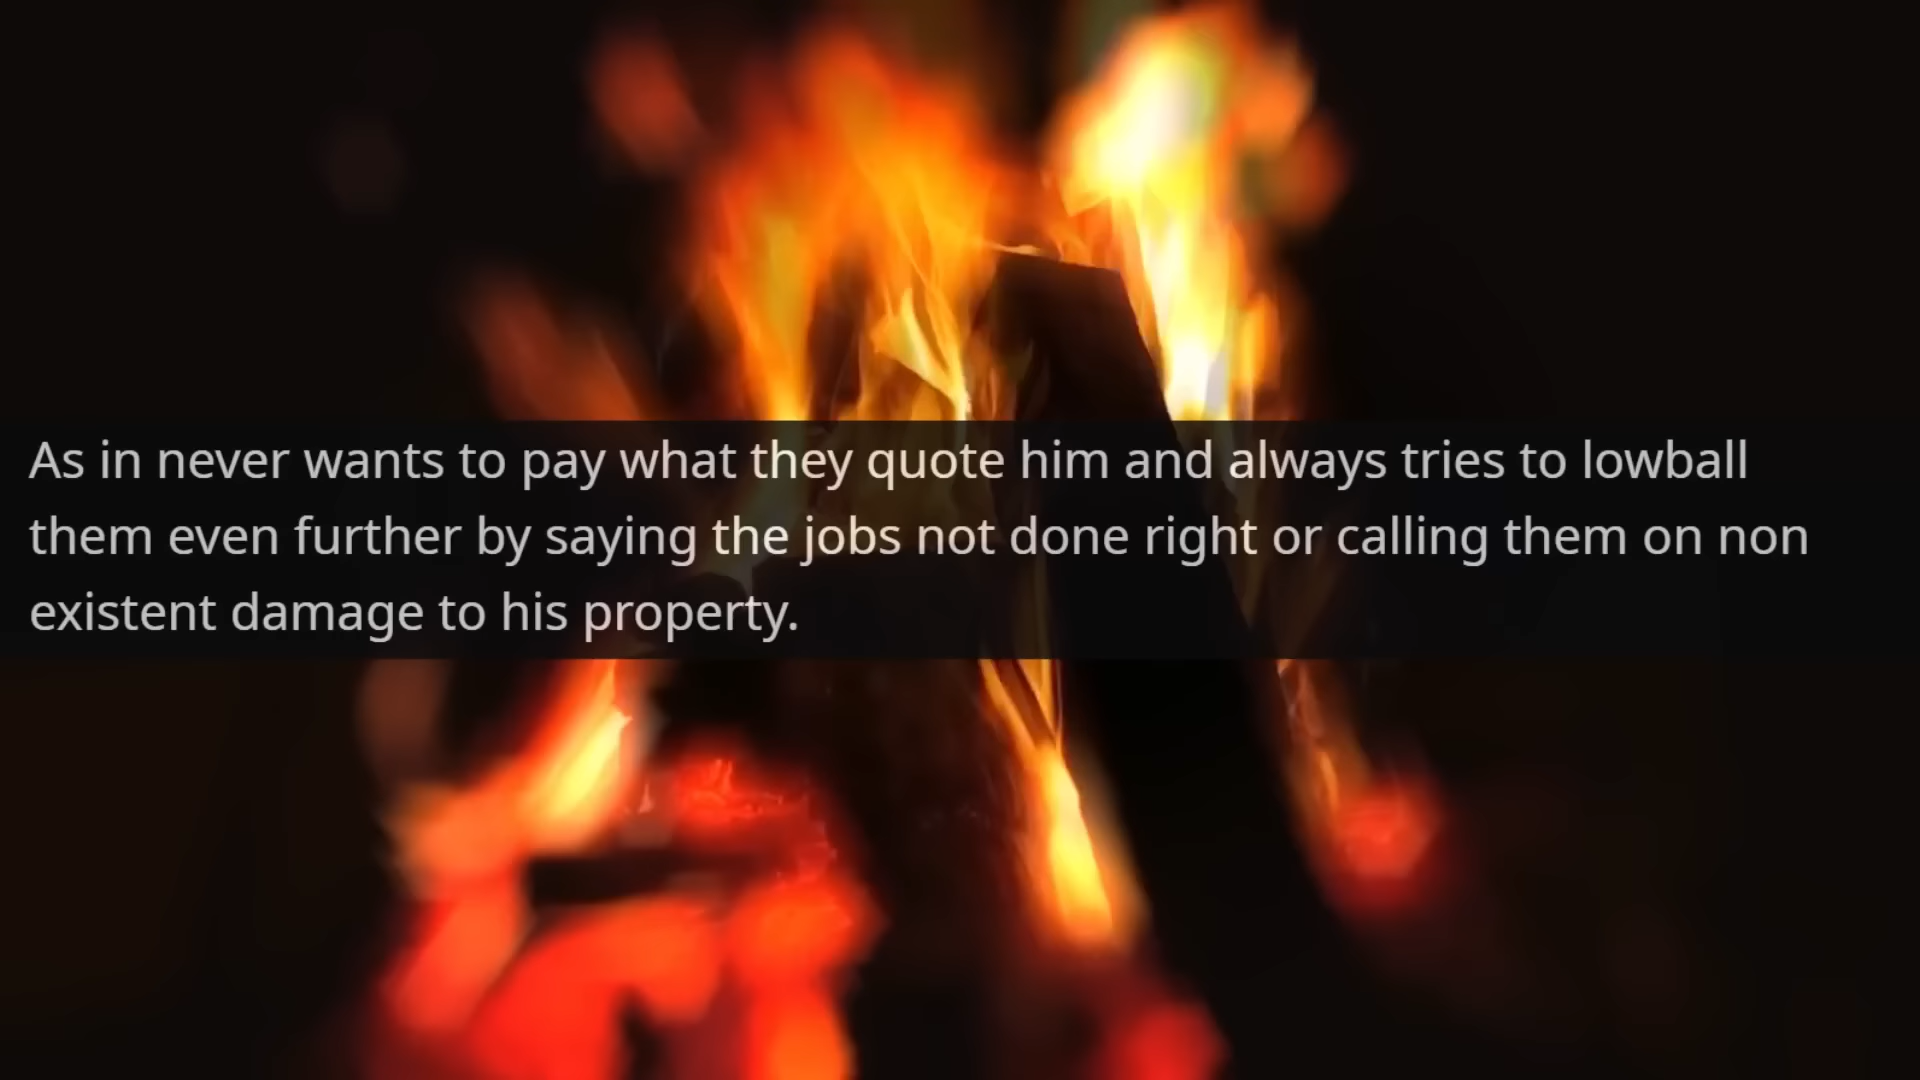 As in never wants to pay what they quote him and always tries to lowball
them even further by saying the jobs not done right or calling them on non
existent damage to his property.